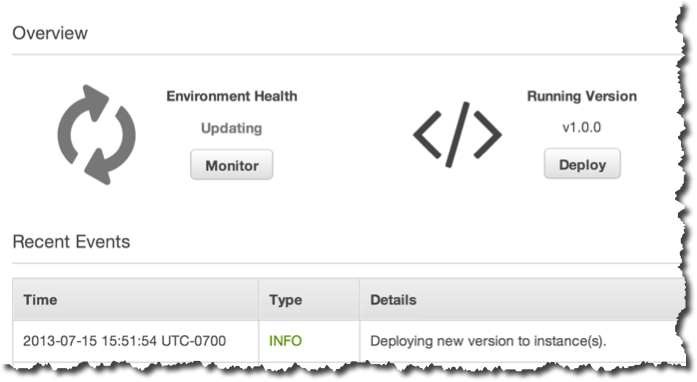 Overview
Environment Health
Updating
Monitor
Running Version
v1.0.0
Deploy
Recent Events
Time Type Details
2013-07-15 15:51:54 UTC-0700 INFO Deploying new version to instance(s).